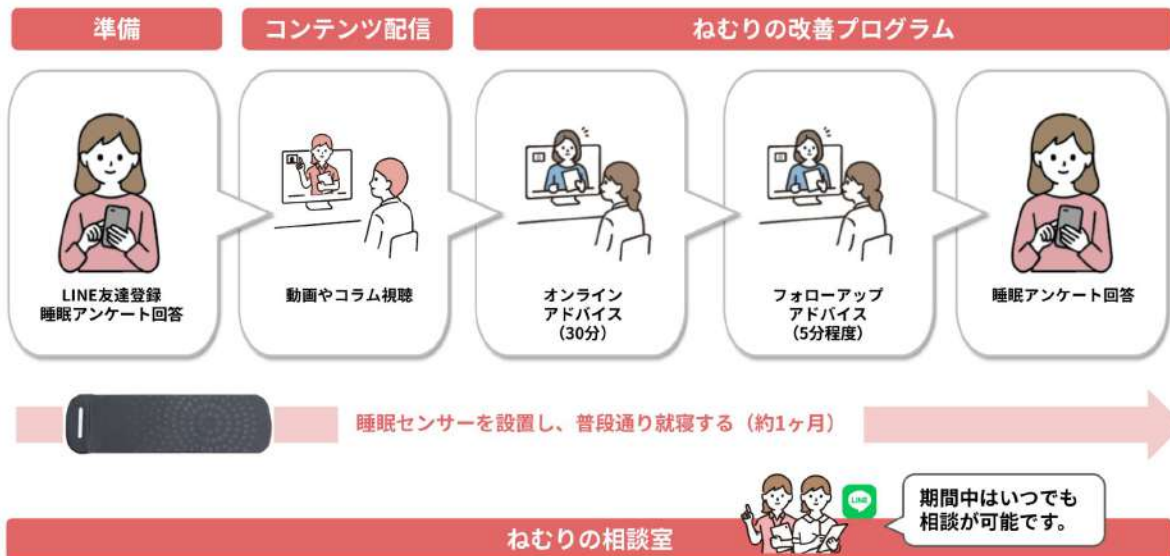 準備
コンテンツ配信
ねむりの改善プログラム
LINE友達登録
睡眠アンケート回答
動画やコラム視聴
オンライン
アドバイス
（30分）
フォローアップ
アドバイス
（5分程度）
睡眠アンケート回答
睡眠センサーを設置し、普段通り就寝する（約1ヶ月）
LINE
期間中はいつでも
相談が可能です。
ねむりの相談室